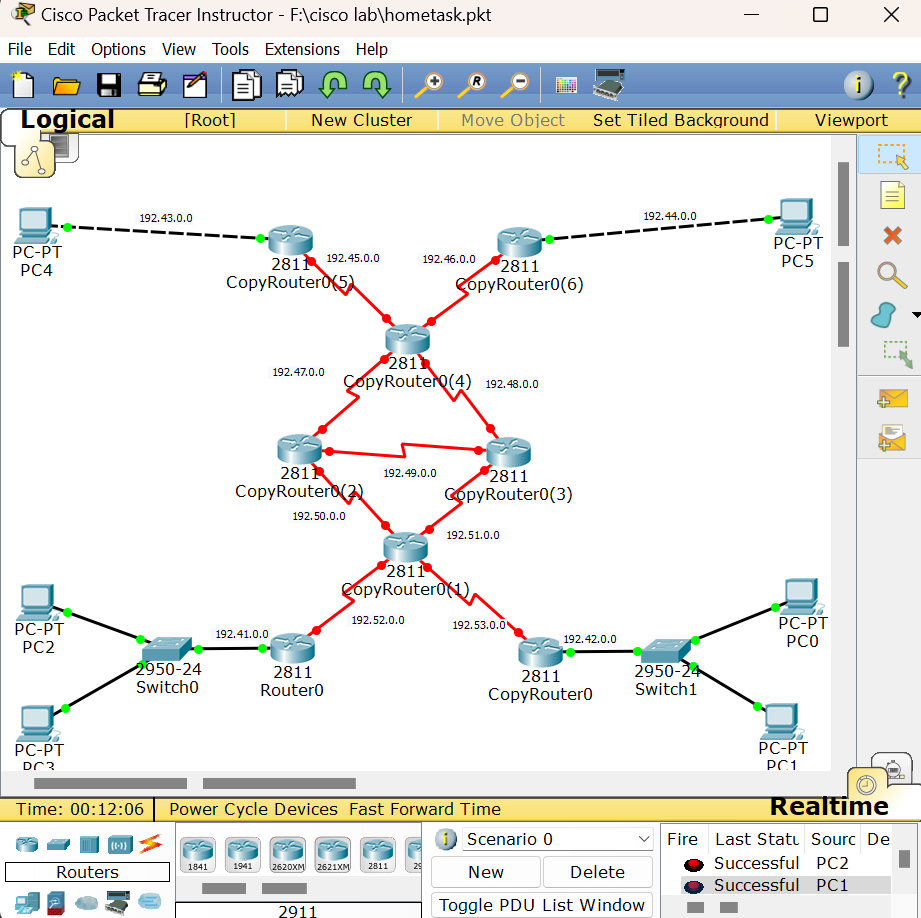 Cisco Packet Tracer Instructor - F:\cisco lab\hometask.pkt
File Edit Options View Tools Extensions Help
Logical [Root] New Cluster Move Object Set Tiled Background Viewport
192.43.0.0
192.44.0.0
PC-PT
PC4
PC-PT
PC5
2811
CopyRouter0(5)
192.45.0.0
192.46.0.0
2811
CopyRouter0(6)
2811
CopyRouter0(4)
192.47.0.0
192.48.0.0
2811
CopyRouter0(2)
192.49.0.0
2811
CopyRouter0(3)
192.50.0.0
192.51.0.0
2811
CopyRouter0(1)
192.52.0.0
192.53.0.0
PC-PT
PC2
192.41.0.0
2950-24
Switch0
2811
Router0
2811
CopyRouter0
192.42.0.0
2950-24
Switch1
PC-PT
PC0
PC-PT
PC3
PC-PT
PC1
Time: 00:12:06 Power Cycle Devices Fast Forward Time Realtime
Routers
1841 1941 2620XM 2621XM 2811 29
2911
Scenario 0
New Delete
Toggle PDU List Window
Fire Last Statu Sourc De
Successful PC2
Successful PC1